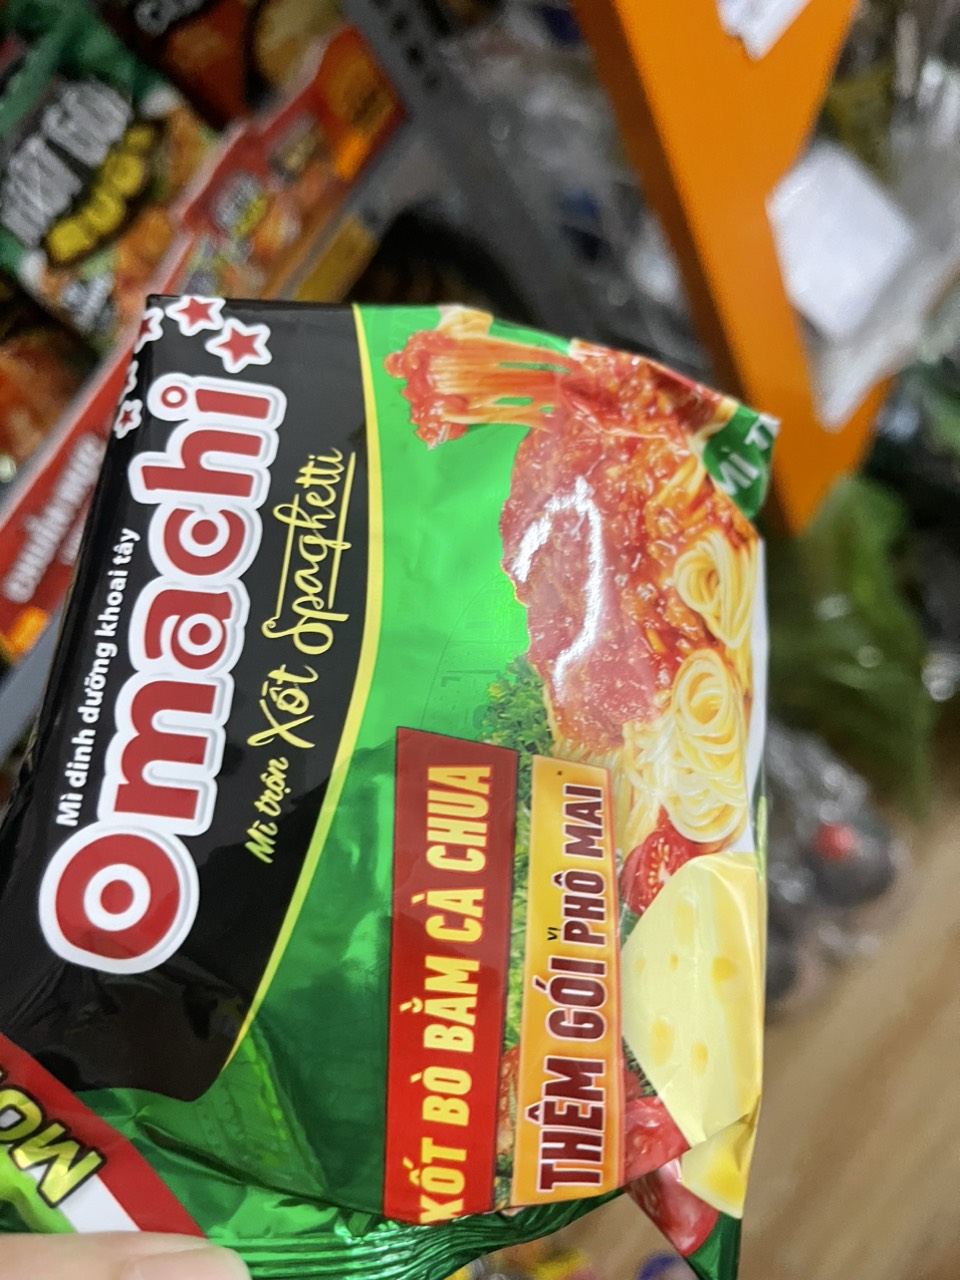 Mì dinh dưỡng khoai tây
Omachi
Mì trộn Xốt Spaghetti
XỐT BÒ BẰM CÀ CHUA
THÊM GÓI VỊ PHÔ MAI